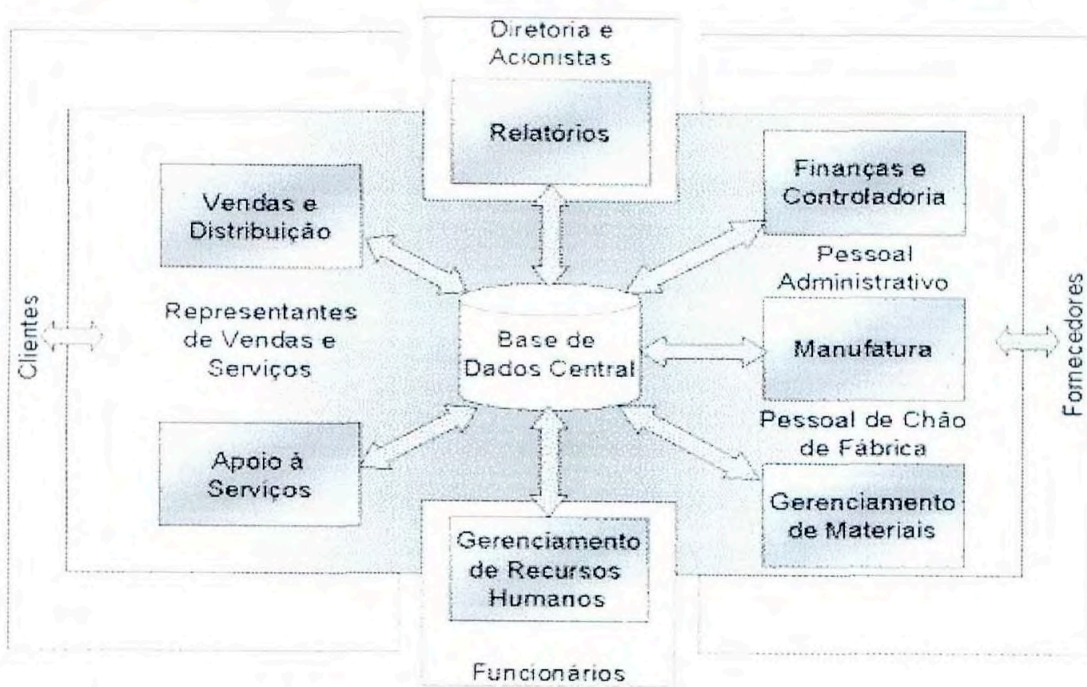 Diretoria e
Acionistas
Relatórios
Vendas e
Distribuição
Finanças e
Controladoria
Pessoal
Administrativo
Clientes
Representantes
de Vendas e
Serviços
Base de
Dados Central
Manufatura
Fornecedores
Pessoal de Chão
de Fábrica
Apoio à
Serviços
Gerenciamento
de Materiais
Gerenciamento
de Recursos
Humanos
Funcionários